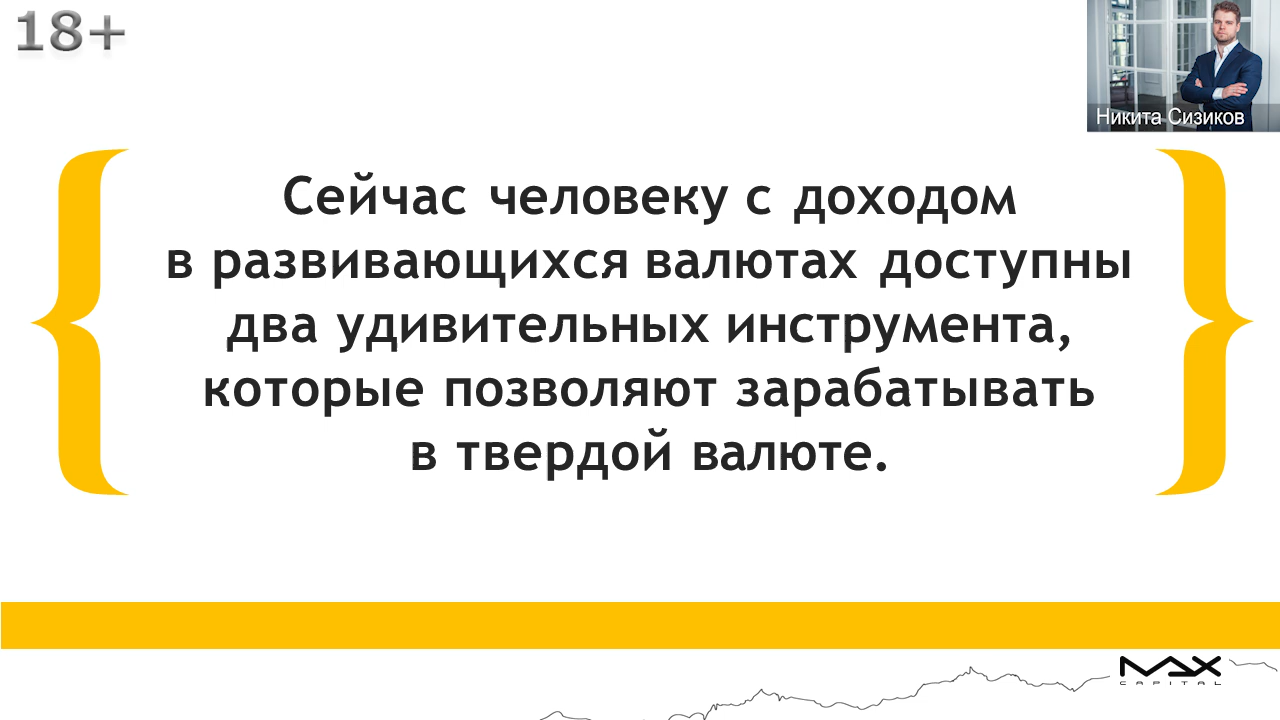 18+
Никита Сизиков
Сейчас человеку с доходом
в развивающихся валютах доступны
два удивительных инструмента,
которые позволяют зарабатывать
в твердой валюте.
MAX
CAPITAL